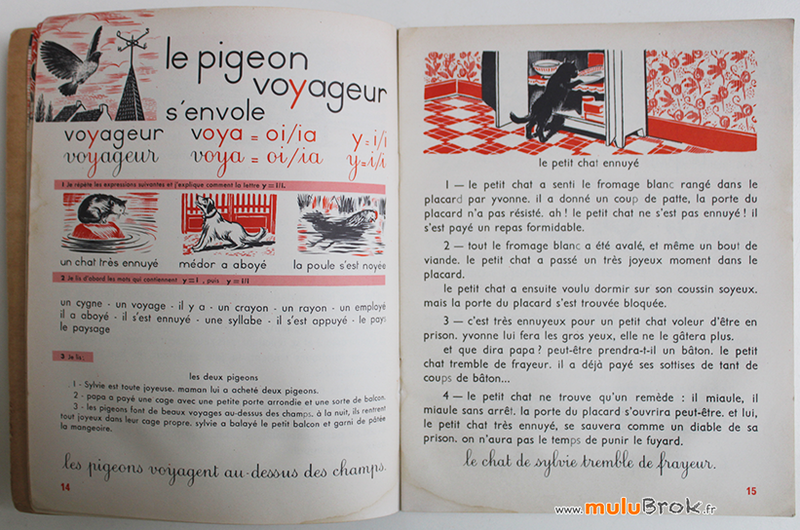 le pigeon
voyageur
s'envole
voyageur voya = oi/ia y = i/i
voyageur voya = oi/ia y = i/i
1 Je répète les expressions suivantes et j'explique comment la lettre y = i/i.
un chat très ennuyé médor a aboyé la poule s'est noyée
2 Je lis d'abord les mots qui contiennent y = i , puis y = i/i
un cygne - un voyage - il y a - un crayon - un rayon - un employé
il a aboyé - il s'est ennuyé - une syllabe - il s'est appuyé - le pays
le paysage
3 Je lis :
les deux pigeons
1 - Sylvie est toute joyeuse. maman lui a acheté deux pigeons.
2 - papa a payé une cage avec une petite porte arrondie et une sorte de balcon.
3 - les pigeons font de beaux voyages au-dessus des champs. à la nuit, ils rentrent
tout joyeux dans leur cage propre. sylvie a balayé le petit balcon et garni de pâtée
la mangeoire.
les pigeons voyagent au-dessus des champs.
14
le petit chat ennuyé
1 — le petit chat a senti le fromage blanc rangé dans le
placard par yvonne. il a donné un coup de patte, la porte du
placard n'a pas résisté. ah ! le petit chat ne s'est pas ennuyé ! il
s'est payé un repas formidable.
2 — tout le fromage blanc a été avalé, et même un bout de
viande. le petit chat a passé un très joyeux moment dans le
placard.
le petit chat a ensuite voulu dormir sur son coussin soyeux.
mais la porte du placard s'est trouvée bloquée.
3 — c'est très ennuyeux pour un petit chat voleur d'être en
prison. yvonne lui fera les gros yeux, elle ne le gâtera plus.
et que dira papa ? peut-être prendra-t-il un bâton. le petit
chat tremble de frayeur. il a déjà payé ses sottises de tant de
coups de bâton...
4 — le petit chat ne trouve qu'un remède : il miaule, il
miaule sans arrêt. la porte du placard s'ouvrira peut-être. et lui,
le petit chat très ennuyé, se sauvera comme un diable de sa
prison. on n'aura pas le temps de punir le fuyard.
le chat de sylvie tremble de frayeur.
15
www.muluBrok.fr